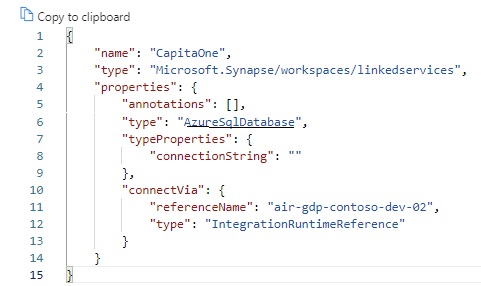 Copy to clipboard
1 {
2     "name": "CapitaOne",
3     "type": "Microsoft.Synapse/workspaces/linkedservices",
4     "properties": {
5         "annotations": [],
6         "type": "AzureSqlDatabase",
7         "typeProperties": {
8             "connectionString": ""
9         },
10         "connectVia": {
11             "referenceName": "air-gdp-contoso-dev-02",
12             "type": "IntegrationRuntimeReference"
13         }
14     }
15 }